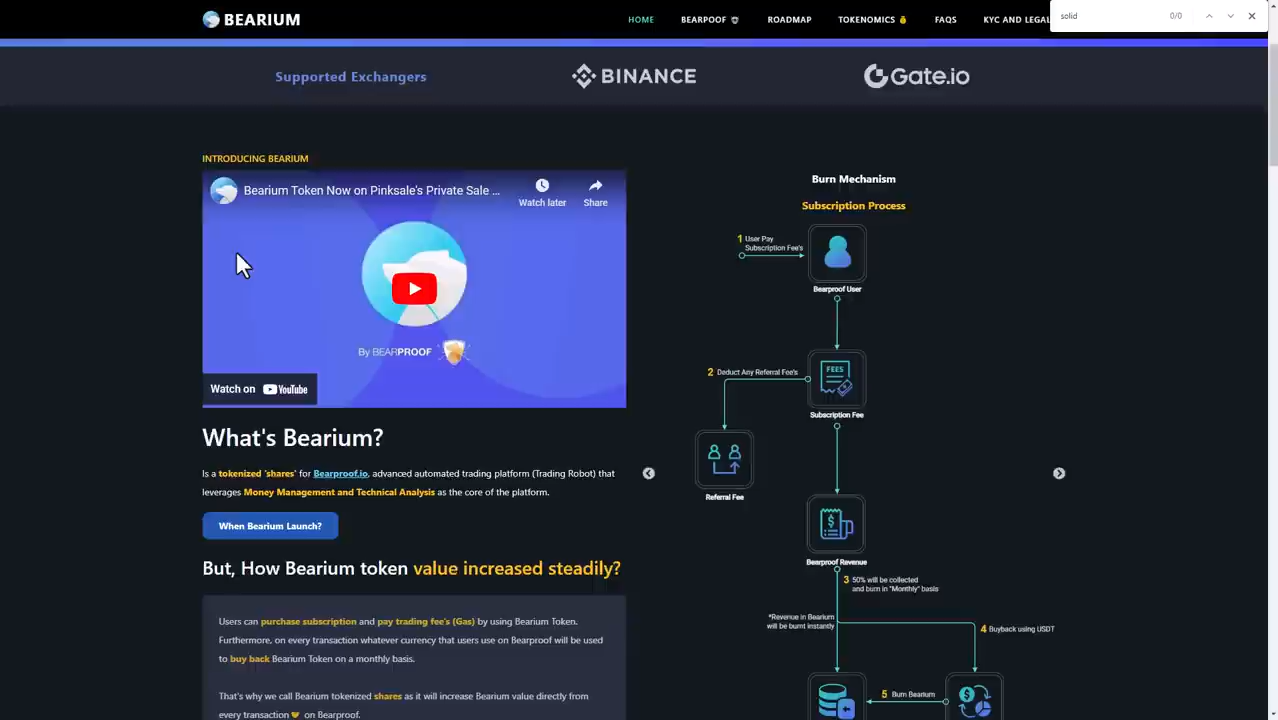 BEARIUM
HOME
BEARPOOF
ROADMAP
TOKENOMICS
FAQS
KYC AND LEGAL
solid
0/0
Supported Exchangers
BINANCE
Gate.io
INTRODUCING BEARIUM
Bearium Token Now on Pinksale's Private Sale ...
Watch later
Share
By BEARPROOF
Watch on YouTube
What's Bearium?
Is a tokenized 'shares' for Bearproof.io, advanced automated trading platform (Trading Robot) that
leverages Money Management and Technical Analysis as the core of the platform.
When Bearium Launch?
But, How Bearium token value increased steadily?
Users can purchase subscription and pay trading fee's (Gas) by using Bearium Token.
Furthermore, on every transaction whatever currency that users use on Bearproof will be used
to buy back Bearium Token on a monthly basis.
That's why we call Bearium tokenized shares as it will increase Bearium value directly from
every transaction 🤝 on Bearproof.
Burn Mechanism
Subscription Process
1 User Pay
Subscription Fee's
Bearproof User
2 Deduct Any Referral Fee's
FEES
Subscription Fee
Referral Fee
Bearproof Revenue
3 50% will be collected
and burn in "Monthly" basis
*Revenue in Bearium
will be burnt instantly
4 Buyback using USDT
5 Burn Bearium